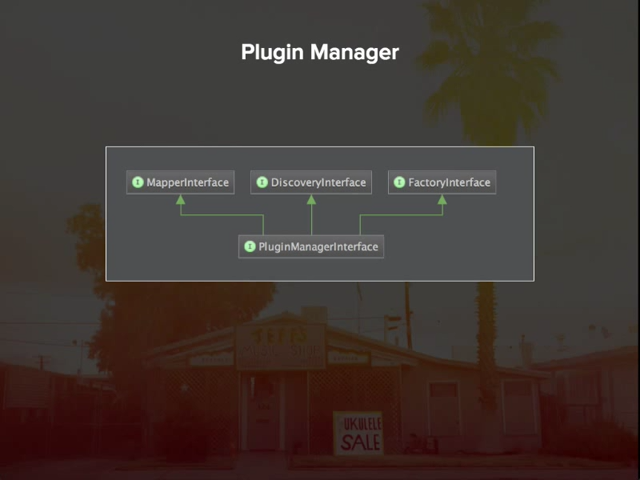 Plugin Manager
I MapperInterface
I DiscoveryInterface
I FactoryInterface
I PluginManagerInterface
UKULELE
SALE